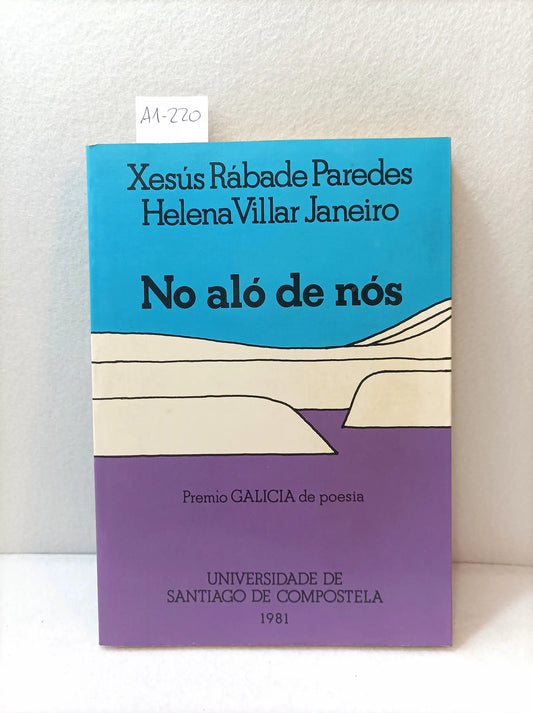 A1-220
Xesús Rábade Paredes
Helena Villar Janeiro
No aló de nós
Premio GALICIA de poesia
UNIVERSIDADE DE
SANTIAGO DE COMPOSTELA
1981